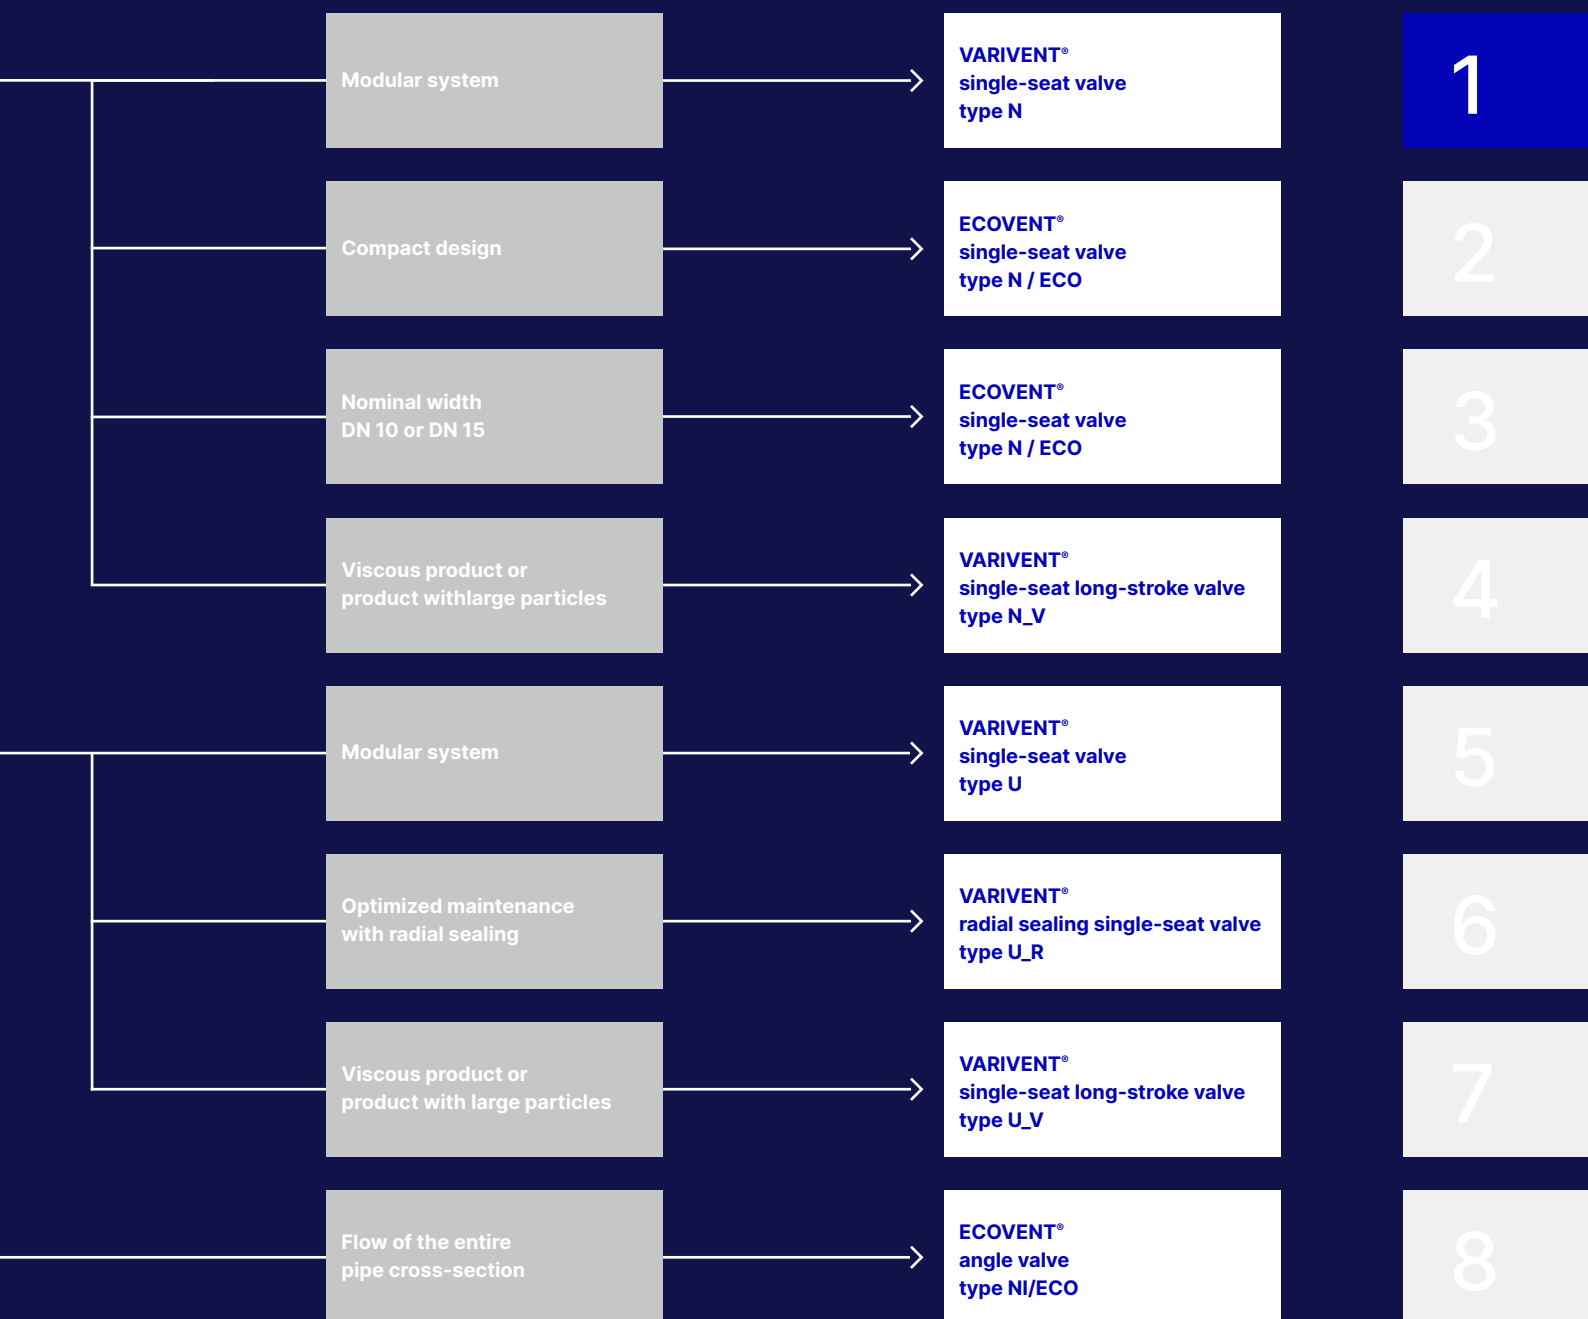 Modular system
VARIVENT®
single-seat valve
type N
1
Compact design
ECOVENT®
single-seat valve
type N / ECO
2
Nominal width
DN 10 or DN 15
ECOVENT®
single-seat valve
type N / ECO
3
Viscous product or
product withlarge particles
VARIVENT®
single-seat long-stroke valve
type N_V
4
Modular system
VARIVENT®
single-seat valve
type U
5
Optimized maintenance
with radial sealing
VARIVENT®
radial sealing single-seat valve
type U_R
6
Viscous product or
product with large particles
VARIVENT®
single-seat long-stroke valve
type U_V
7
Flow of the entire
pipe cross-section
ECOVENT®
angle valve
type NI/ECO
8